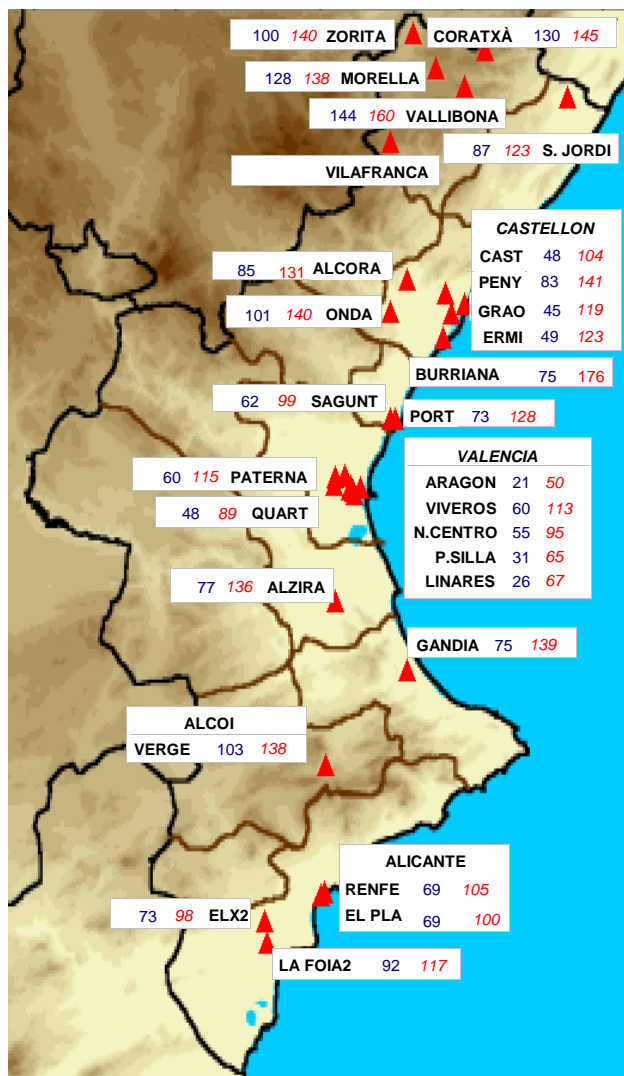 100 140 ZORITA
CORATXÀ 130 145
128 138 MORELLA
144 160 VALLIBONA
87 123 S. JORDI
VILAFRANCA
CASTELLON
CAST 48 104
PENY 83 141
GRAO 45 119
ERMI 49 123
85 131 ALCORA
101 140 ONDA
BURRIANA 75 176
62 99 SAGUNT
PORT 73 128
VALENCIA
ARAGON 21 50
VIVEROS 60 113
N.CENTRO 55 95
P.SILLA 31 65
LINARES 26 67
60 115 PATERNA
48 89 QUART
77 136 ALZIRA
GANDIA 75 139
ALCOI
VERGE 103 138
ALICANTE
RENFE 69 105
EL PLA 69 100
73 98 ELX2
LA FOIA2 92 117